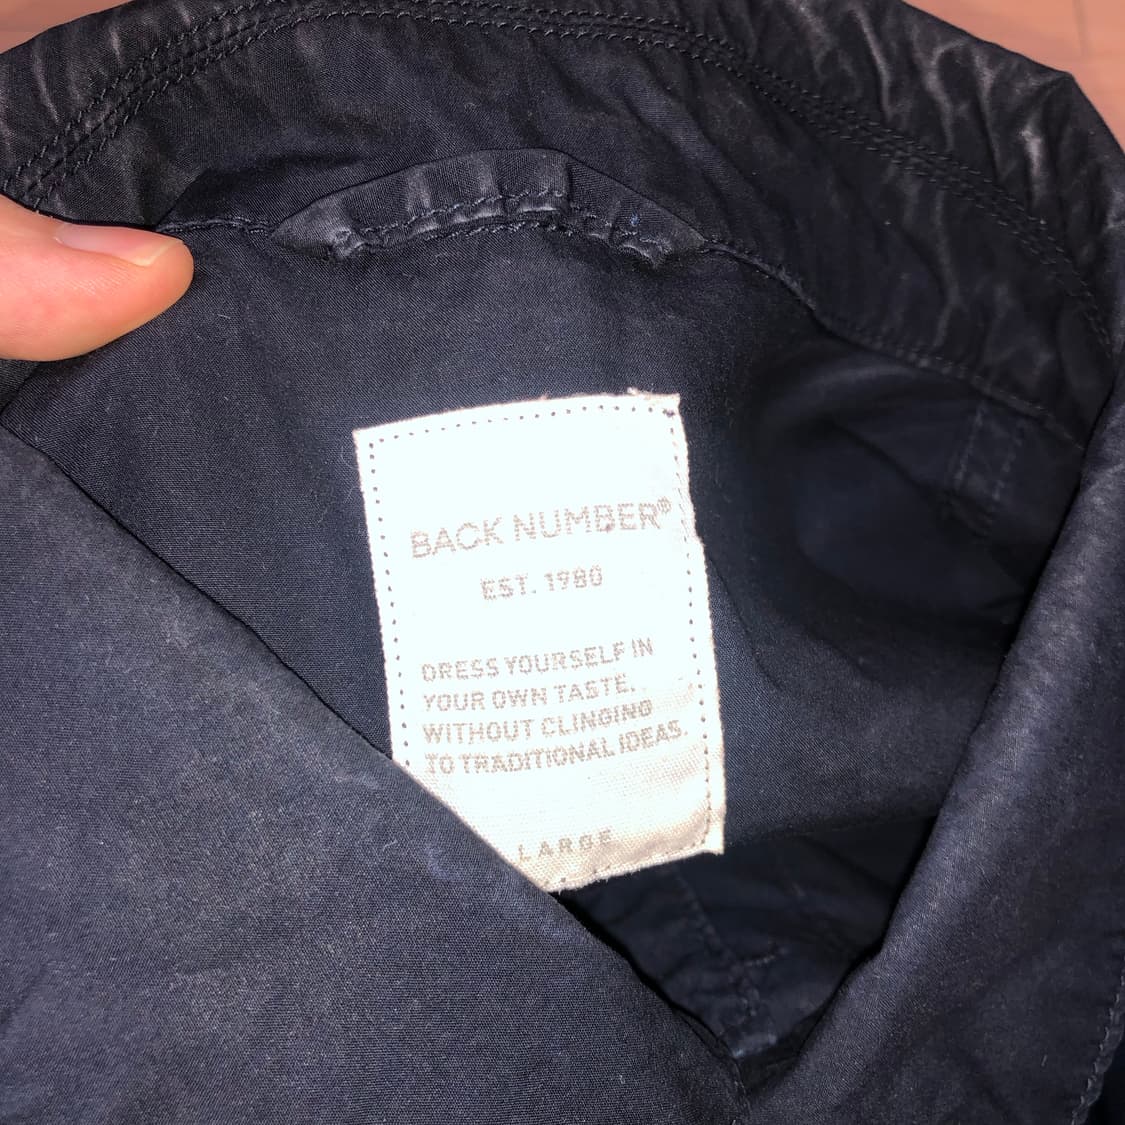 BACK NUMBER®
EST. 1980
DRESS YOURSELF IN
YOUR OWN TASTE,
WITHOUT CLINGING
TO TRADITIONAL IDEAS.
LARGE